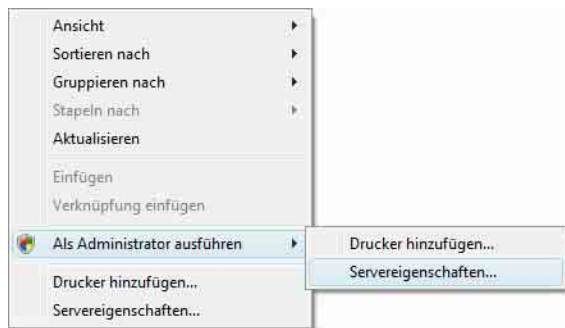 Ansicht
Sortieren nach
Gruppieren nach
Stapeln nach
Aktualisieren
Einfügen
Verknüpfung einfügen
Als Administrator ausführen
Drucker hinzufügen...
Servereigenschaften...
Drucker hinzufügen...
Servereigenschaften...